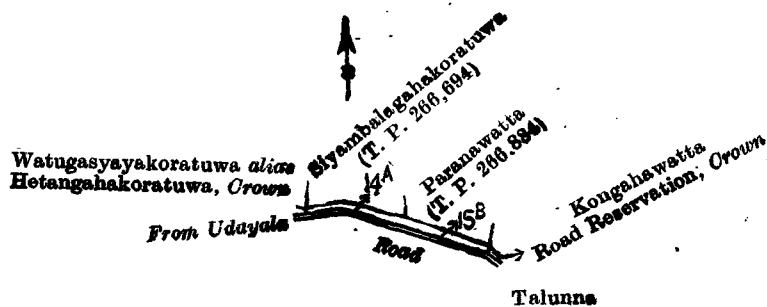 Siyambalagahakoratuwa
(T. P. 266,694)
Watugasyayakoratuwa alias
Hetangahakoratuwa, Crown
14A
Paranawatta
(T. P. 266.884)
15B
Kongahawatta
Road Reservation; Crown
From Udayala
Road
Talunna